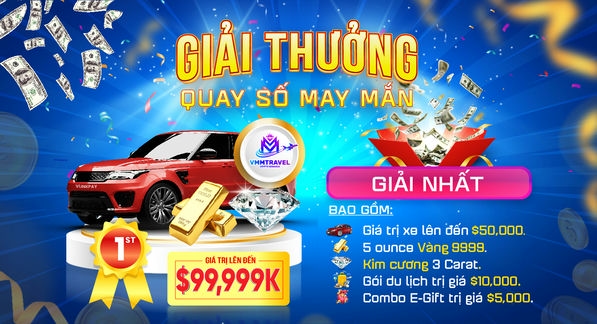 GIẢI THƯỞNG
QUAY SỐ MAY MẮN
VMMTRAVEL
VLINKPAY
GIẢI NHẤT
BAO GỒM:
Giá trị xe lên đến $50,000.
5 ounce Vàng 9999.
Kim cương 3 Carat.
Gói du lịch trị giá $10,000.
Combo E-Gift trị giá $5,000.
1ST
GIÁ TRỊ LÊN ĐẾN
$99,999K